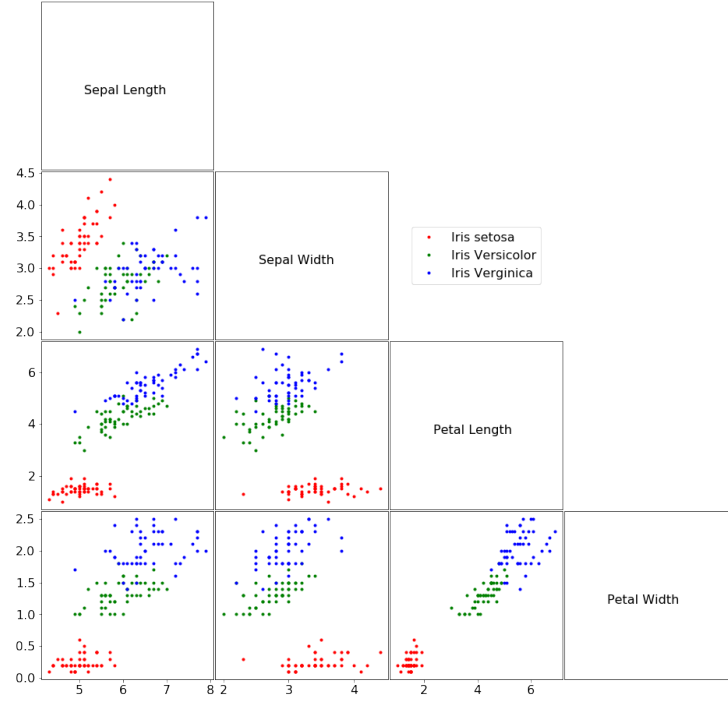 Sepal Length
4.5
4.0
3.5
3.0
2.5
2.0
Sepal Width
Iris setosa
Iris Versicolor
Iris Verginica
6
4
2
Petal Length
2.5
2.0
1.5
1.0
0.5
0.0
Petal Width
5 6 7 8 2 3 4 2 4 6